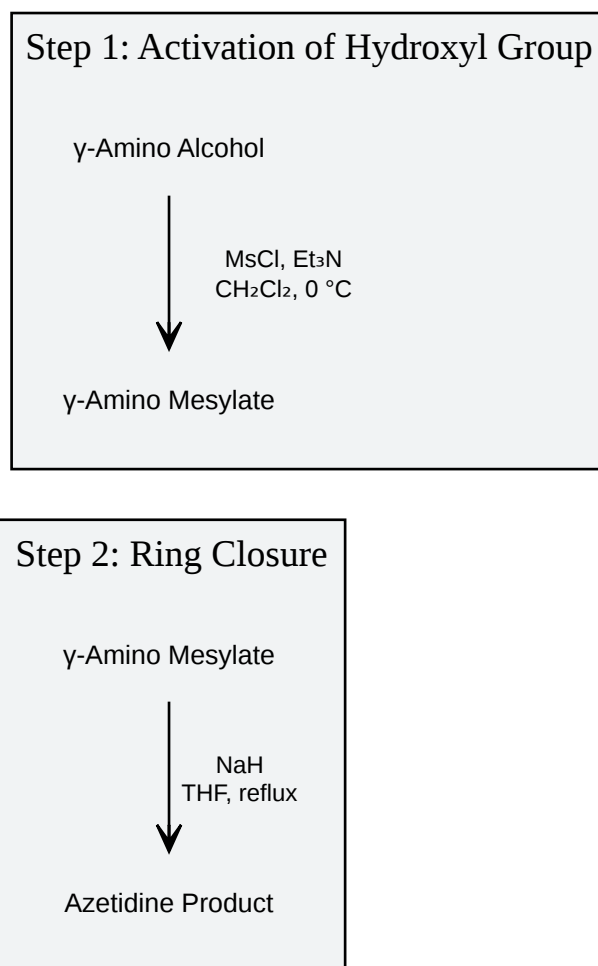 Step 1: Activation of Hydroxyl Group
γ-Amino Alcohol
MsCl, Et₃N
CH₂Cl₂, 0 °C
γ-Amino Mesylate
Step 2: Ring Closure
γ-Amino Mesylate
NaH
THF, reflux
Azetidine Product